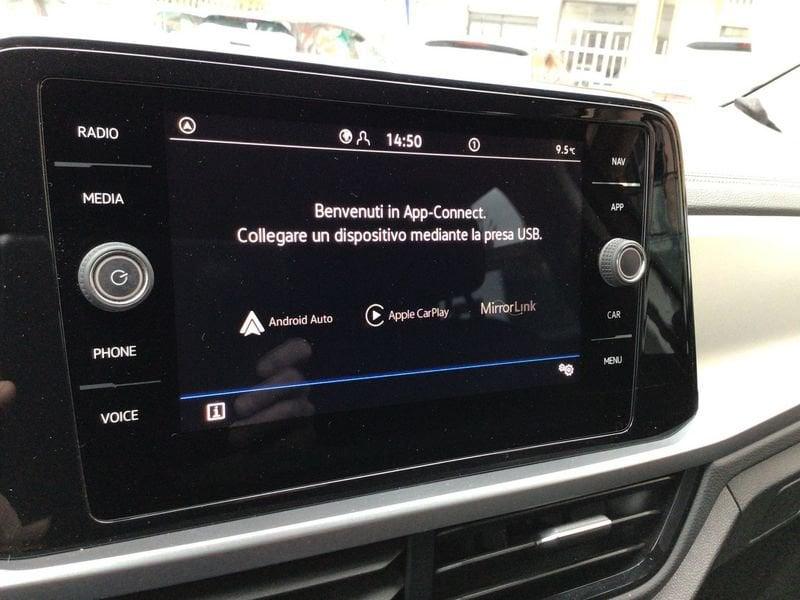 RADIO
MEDIA
PHONE
VOICE
14:50
1
9.5°C
Benvenuti in App-Connect.
Collegare un dispositivo mediante la presa USB.
Android Auto
Apple CarPlay
MirrorLink
i
NAV
APP
CAR
MENU